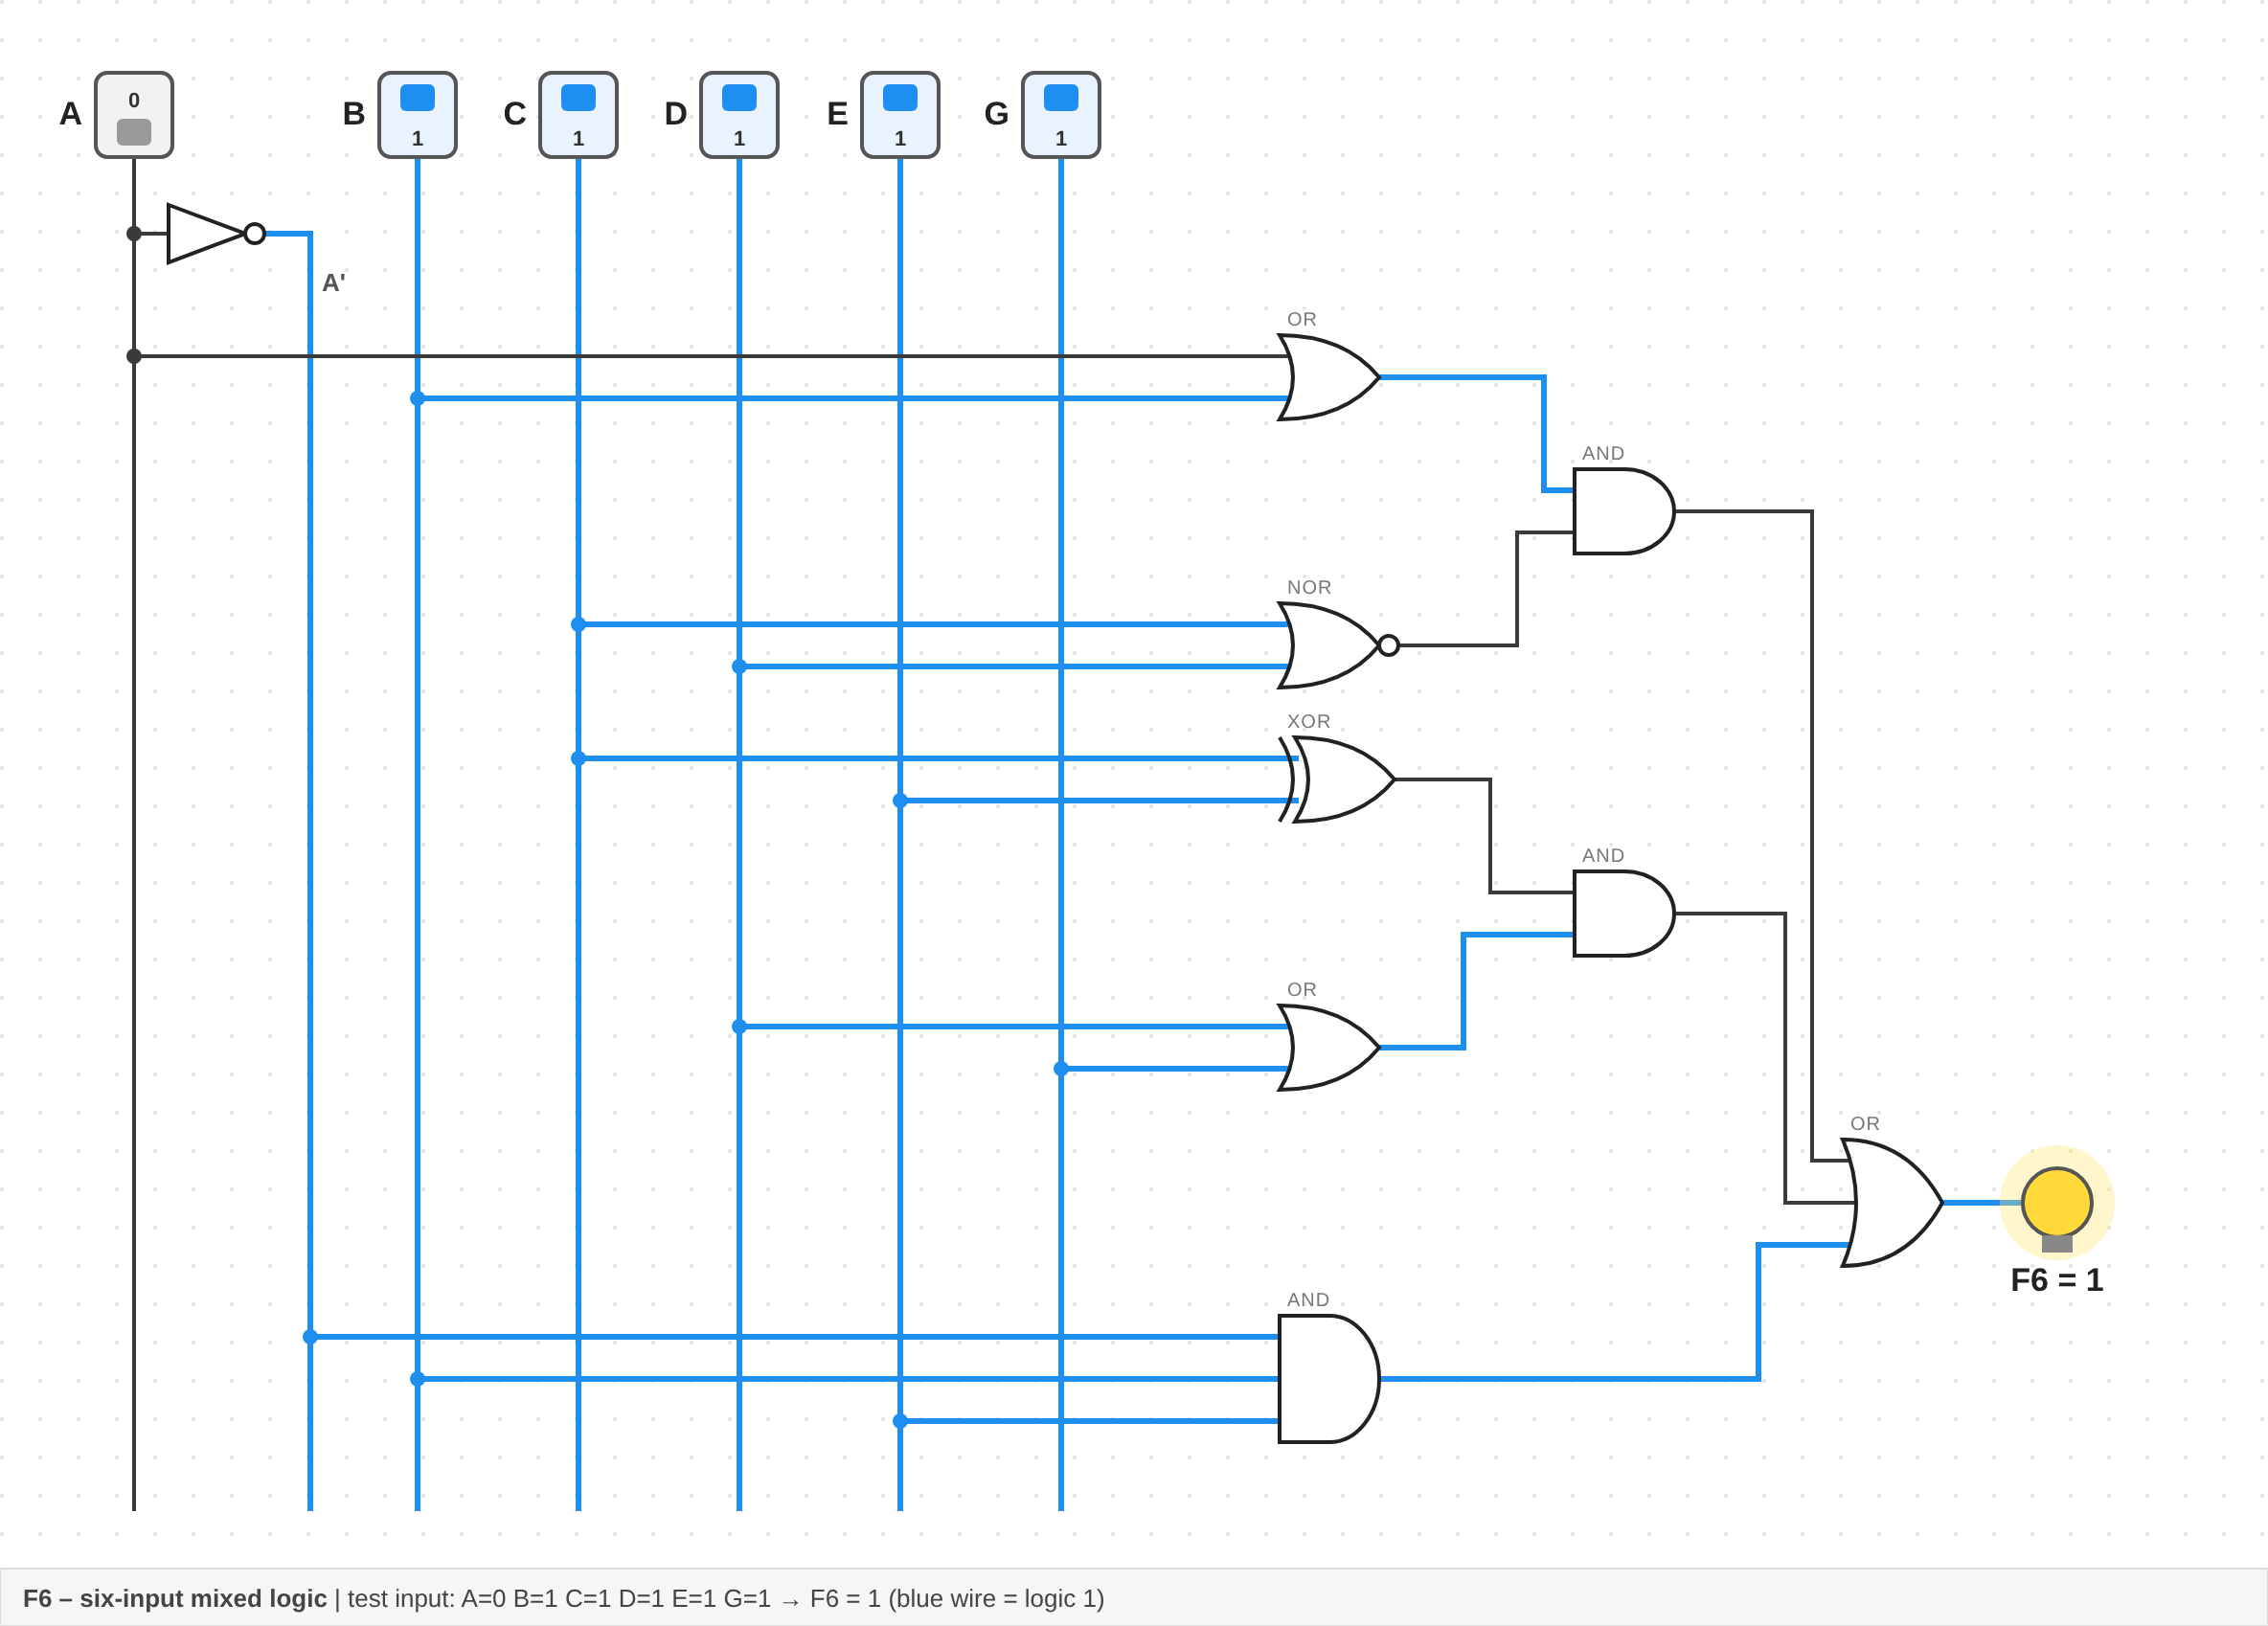 0
A
B
C
D
E
G
1
1
1
1
1
A'
OR
AND
NOR
XOR
AND
OR
OR
F6 = 1
AND
F6 – six-input mixed logic | test input: A=0 B=1 C=1 D=1 E=1 G=1 → F6 = 1 (blue wire = logic 1)